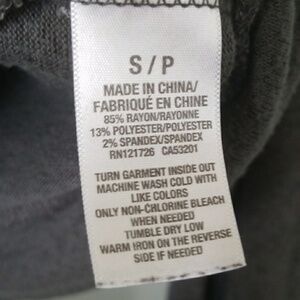 S/P
MADE IN CHINA/
FABRIQUÉ EN CHINE
85% RAYON/RAYONNE
13% POLYESTER/POLYESTER
2% SPANDEX/SPANDEX
RN121726 CA53201
TURN GARMENT INSIDE OUT
MACHINE WASH COLD WITH
LIKE COLORS
ONLY NON-CHLORINE BLEACH
WHEN NEEDED
TUMBLE DRY LOW
WARM IRON ON THE REVERSE
SIDE IF NEEDED